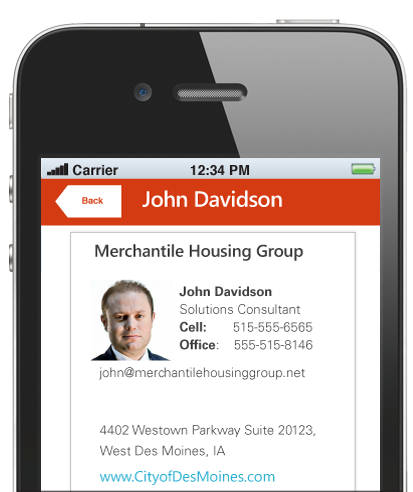 Carrier 12:34 PM
Back John Davidson
Merchantile Housing Group
John Davidson
Solutions Consultant
Cell: 515-555-6565
Office: 555-515-8146
john@merchantilehousinggroup.net
4402 Westown Parkway Suite 20123,
West Des Moines, IA
www.CityofDesMoines.com